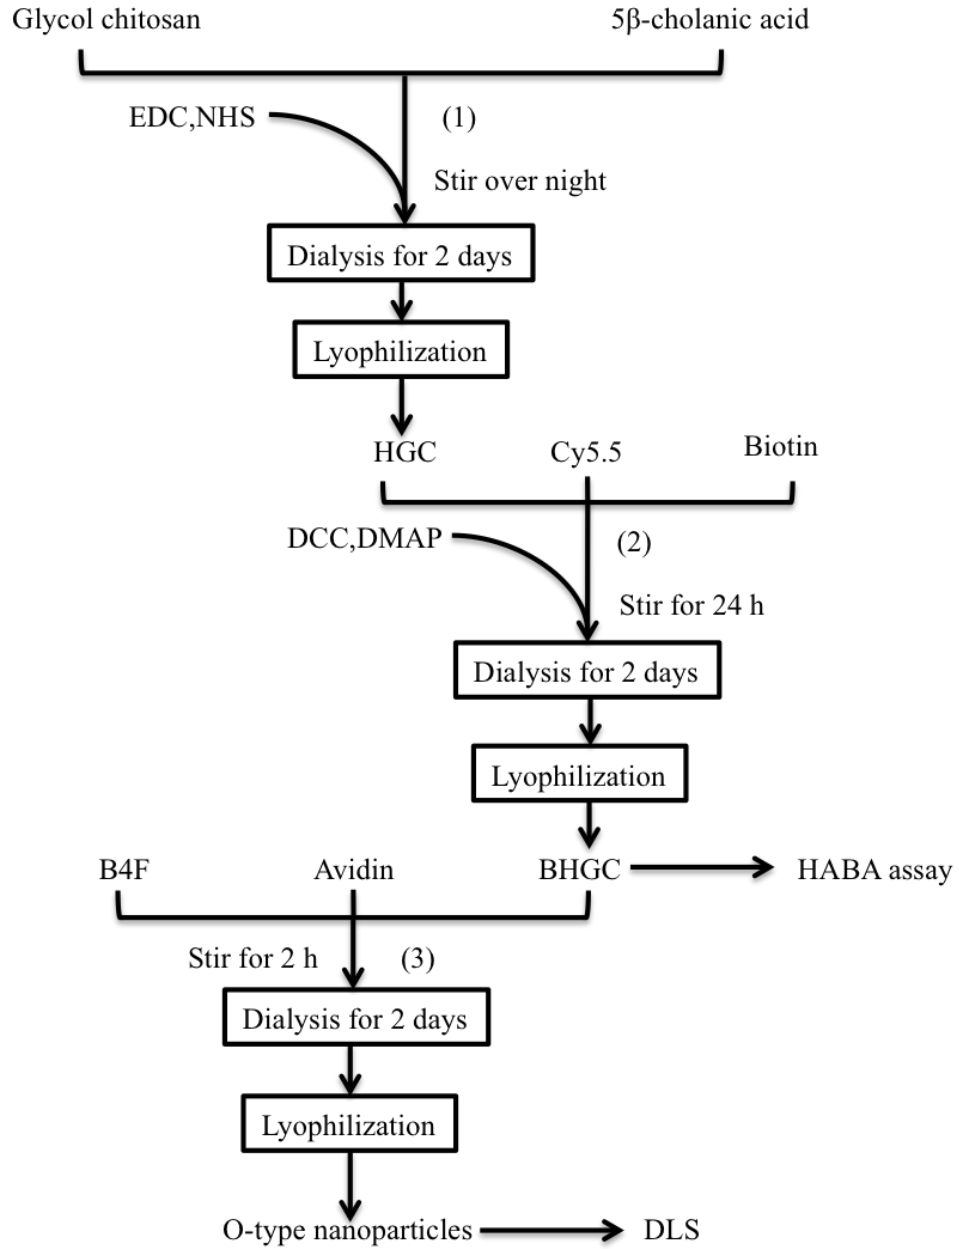 Glycol chitosan
5β-cholanic acid
EDC,NHS
(1)
Stir over night
Dialysis for 2 days
Lyophilization
HGC
Cy5.5
Biotin
DCC,DMAP
(2)
Stir for 24 h
Dialysis for 2 days
Lyophilization
B4F
Avidin
BHGC
HABA assay
Stir for 2 h
(3)
Dialysis for 2 days
Lyophilization
O-type nanoparticles
DLS